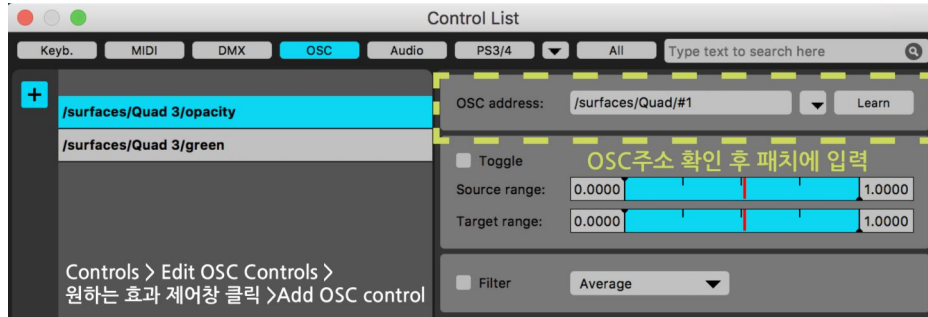 Control List
Keyb. MIDI DMX OSC Audio PS3/4 All Type text to search here
+
/surfaces/Quad 3/opacity
/surfaces/Quad 3/green
OSC address: /surfaces/Quad/#1 Learn
Toggle OSC주소 확인 후 패치에 입력
Source range: 0.0000 1.0000
Target range: 0.0000 1.0000
Controls > Edit OSC Controls >
원하는 효과 제어창 클릭 >Add OSC control
Filter Average